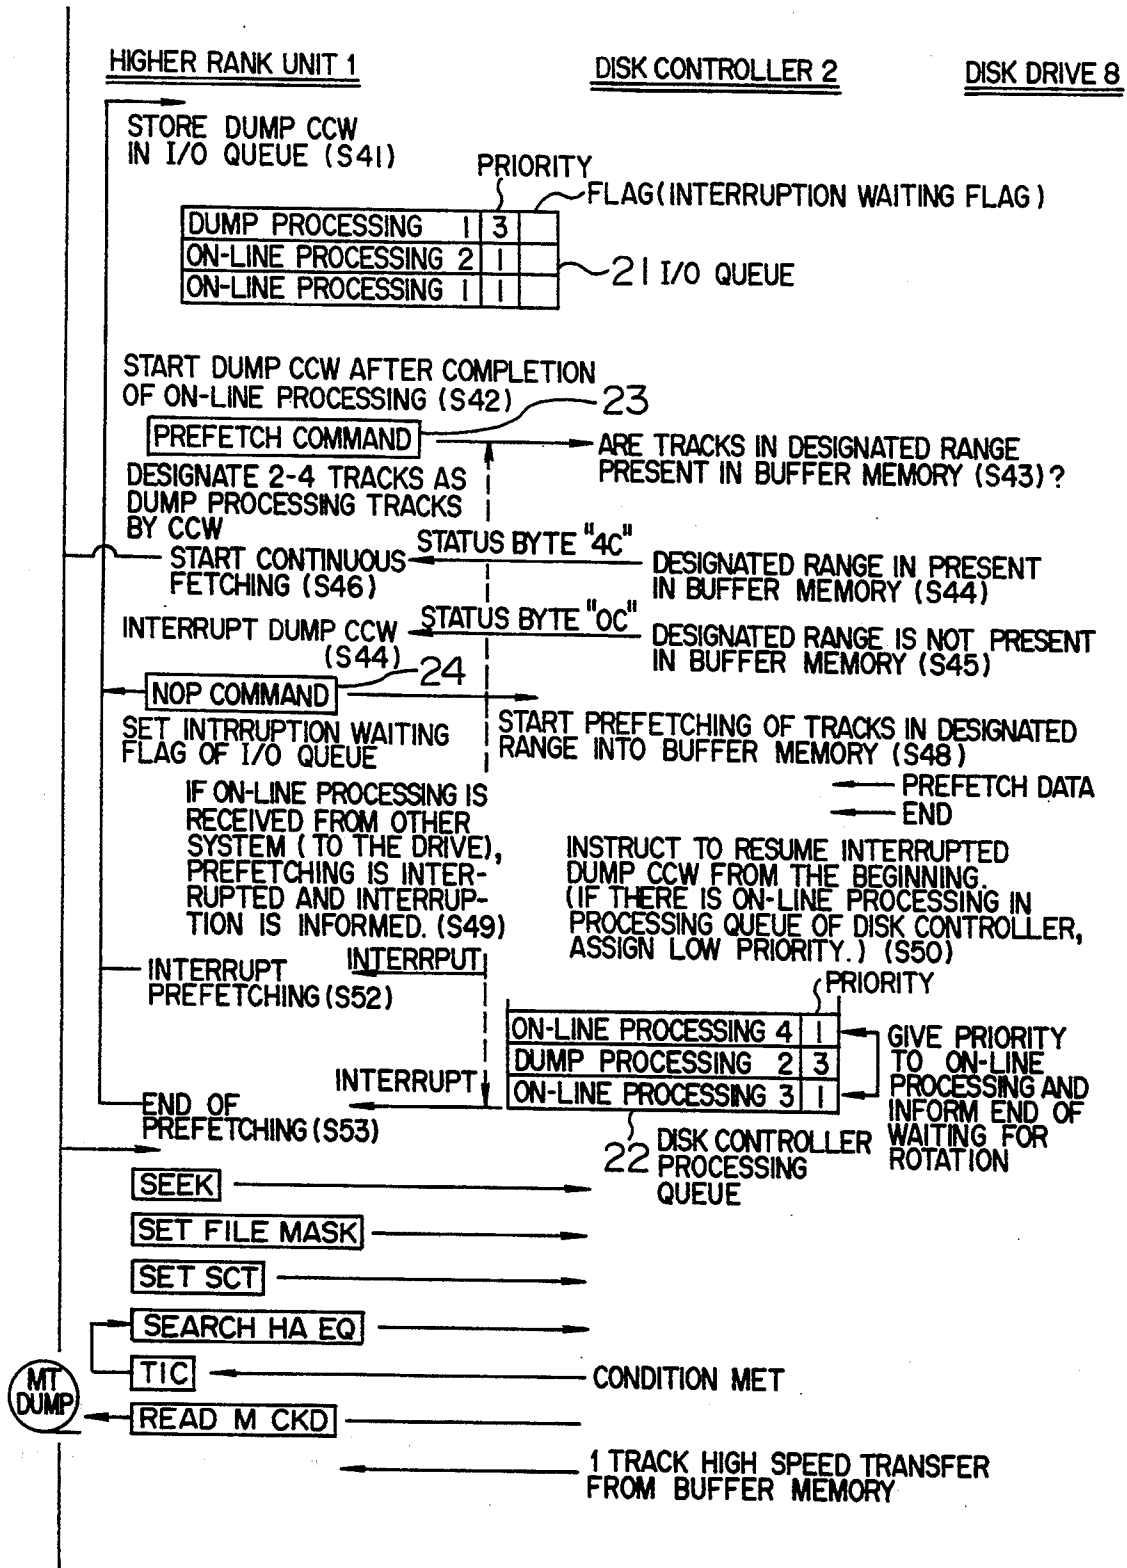 HIGHER RANK UNIT 1
DISK CONTROLLER 2
DISK DRIVE 8
STORE DUMP CCW
IN I/O QUEUE (S41)
PRIORITY
FLAG(INTERRUPTION WAITING FLAG)
DUMP PROCESSING 1 3
ON-LINE PROCESSING 2 1
ON-LINE PROCESSING 1 1
21 I/O QUEUE
START DUMP CCW AFTER COMPLETION
OF ON-LINE PROCESSING (S42)
23
PREFETCH COMMAND
ARE TRACKS IN DESIGNATED RANGE
PRESENT IN BUFFER MEMORY (S43)?
DESIGNATE 2-4 TRACKS AS
DUMP PROCESSING TRACKS
BY CCW
STATUS BYTE "4C"
START CONTINUOUS
FETCHING (S46)
DESIGNATED RANGE IN PRESENT
IN BUFFER MEMORY (S44)
STATUS BYTE "0C"
INTERRUPT DUMP CCW
(S44)
DESIGNATED RANGE IS NOT PRESENT
IN BUFFER MEMORY (S45)
24
NOP COMMAND
SET INTRRUPTION WAITING
FLAG OF I/O QUEUE
START PREFETCHING OF TRACKS IN DESIGNATED
RANGE INTO BUFFER MEMORY (S48)
PREFETCH DATA
END
IF ON-LINE PROCESSING IS
RECEIVED FROM OTHER
SYSTEM (TO THE DRIVE),
PREFETCHING IS INTER-
RUPTED AND INTERRUP-
TION IS INFORMED. (S49)
INSTRUCT TO RESUME INTERRUPTED
DUMP CCW FROM THE BEGINNING.
(IF THERE IS ON-LINE PROCESSING IN
PROCESSING QUEUE OF DISK CONTROLLER,
ASSIGN LOW PRIORITY.) (S50)
INTERRPUT
INTERRUPT
PREFETCHING (S52)
PRIORITY
ON-LINE PROCESSING 4 1
DUMP PROCESSING 2 3
ON-LINE PROCESSING 3 1
GIVE PRIORITY
TO ON-LINE
PROCESSING AND
INFORM END OF
WAITING FOR
ROTATION
INTERRUPT
END OF
PREFETCHING (S53)
22 DISK CONTROLLER
PROCESSING
QUEUE
SEEK
SET FILE MASK
SET SCT
SEARCH HA EQ
TIC
CONDITION MET
MT
DUMP
READ M CKD
1 TRACK HIGH SPEED TRANSFER
FROM BUFFER MEMORY